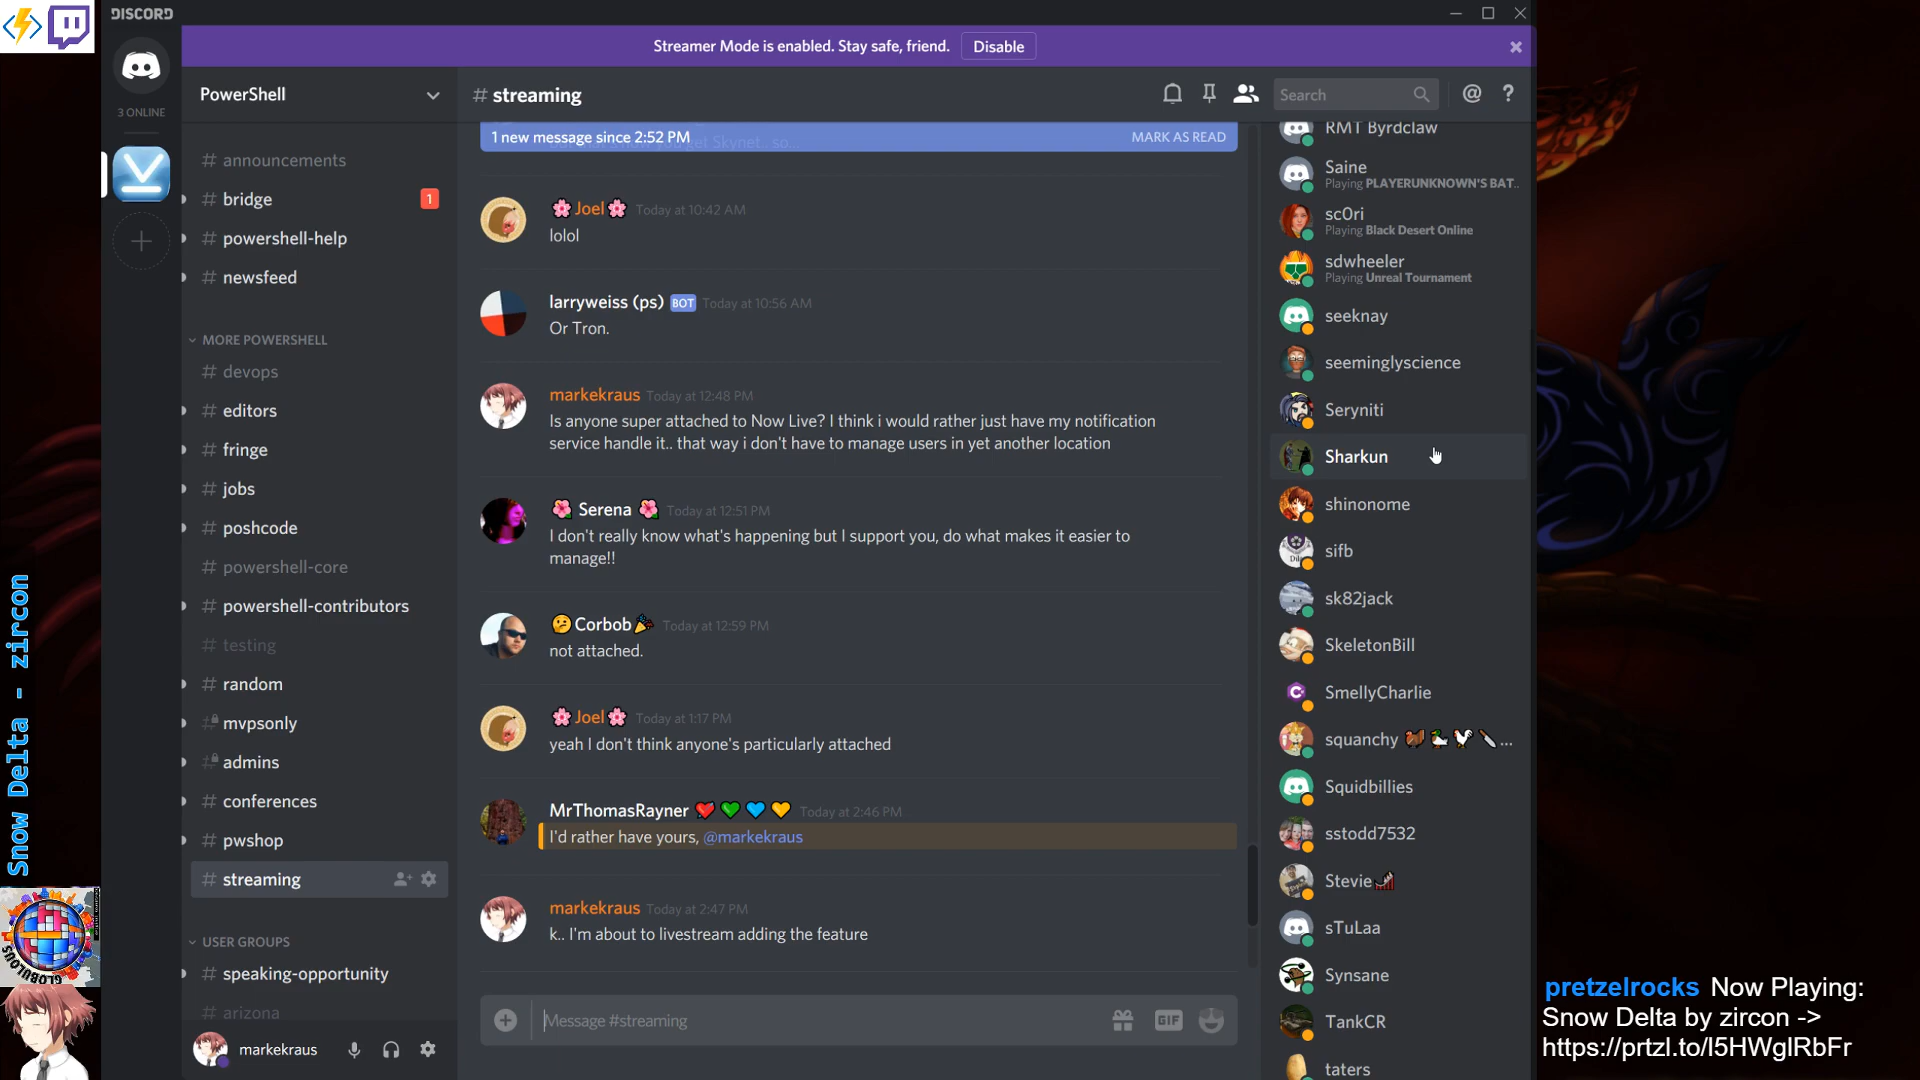 DISCORD
Streamer Mode is enabled. Stay safe, friend.
Disable
3 ONLINE
PowerShell
# announcements
# bridge
1
# powershell-help
# newsfeed
MORE POWERSHELL
# devops
# editors
# fringe
# jobs
# poshcode
# powershell-core
# powershell-contributors
# testing
# random
# mvpsonly
# admins
# conferences
# pwshop
# streaming
USER GROUPS
# speaking-opportunity
# arizona
markekraus
# streaming
Search
1 new message since 2:52 PM
MARK AS READ
🌸Joel🌸 Today at 10:42 AM
lolol
larryweiss (ps) BOT Today at 10:56 AM
Or Tron.
markekraus Today at 12:48 PM
Is anyone super attached to Now Live? I think i would rather just have my notification
service handle it.. that way i don't have to manage users in yet another location
🌺 Serena 🌺 Today at 12:51 PM
I don't really know what's happening but I support you, do what makes it easier to
manage!!
🤔Corbob🎉 Today at 12:59 PM
not attached.
🌸Joel🌸 Today at 1:17 PM
yeah I don't think anyone's particularly attached
MrThomasRayner ❤️ 💚 💙 💛 Today at 2:46 PM
I'd rather have yours, @markekraus
markekraus Today at 2:47 PM
k.. I'm about to livestream adding the feature
Message #streaming
GIF
RMT Byrdclaw
Saine
Playing PLAYERUNKNOWN'S BAT...
sc0ri
Playing Black Desert Online
sdwheeler
Playing Unreal Tournament
seeknay
seeminglyscience
Seryniti
Sharkun
shinonome
sifb
sk82jack
SkeletonBill
SmellyCharlie
squanchy 🦃 🦆 🐓 🔪 ...
Squidbillies
sstodd7532
Stevie
sTuLaa
Synsane
TankCR
taters
Snow Delta - zircon
GLOBULOUS
pretzelrocks Now Playing:
Snow Delta by zircon ->
https://prtzl.to/I5HWglRbFr